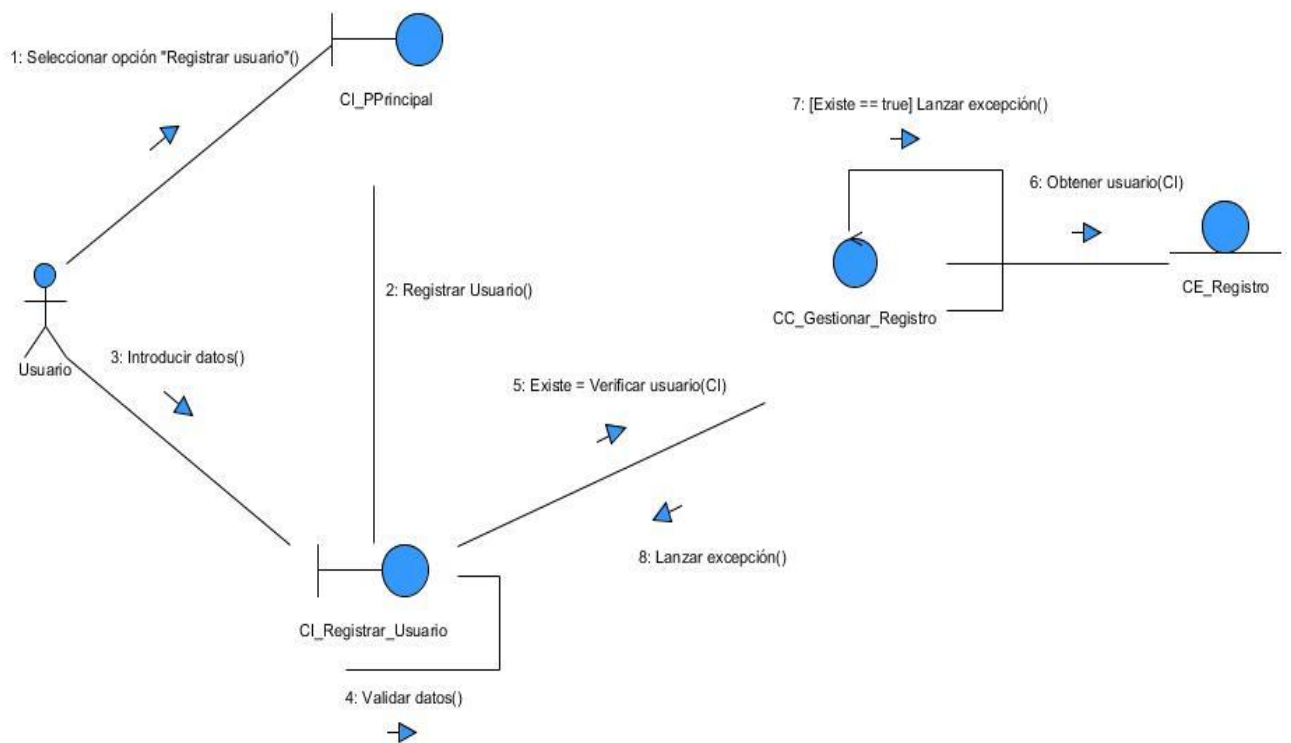 1: Seleccionar opción "Registrar usuario"()
CI_PPrincipal
7: [Existe == true] Lanzar excepción()
6: Obtener usuario(CI)
CE_Registro
2: Registrar Usuario()
CC_Gestionar_Registro
Usuario
3: Introducir datos()
5: Existe = Verificar usuario(CI)
8: Lanzar excepción()
CI_Registrar_Usuario
4: Validar datos()